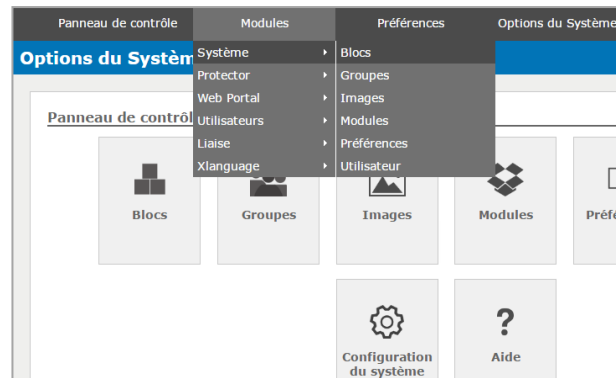 Panneau de contrôle Modules Préférences Options du Système
Options du Systèm
Système Blocs
Protector Groupes
Web Portal Images
Utilisateurs Modules
Liaise Préférences
Xlanguage Utilisateur
Panneau de contrôl
Blocs Groupes Images Modules Préfé
Configuration
du système
Aide